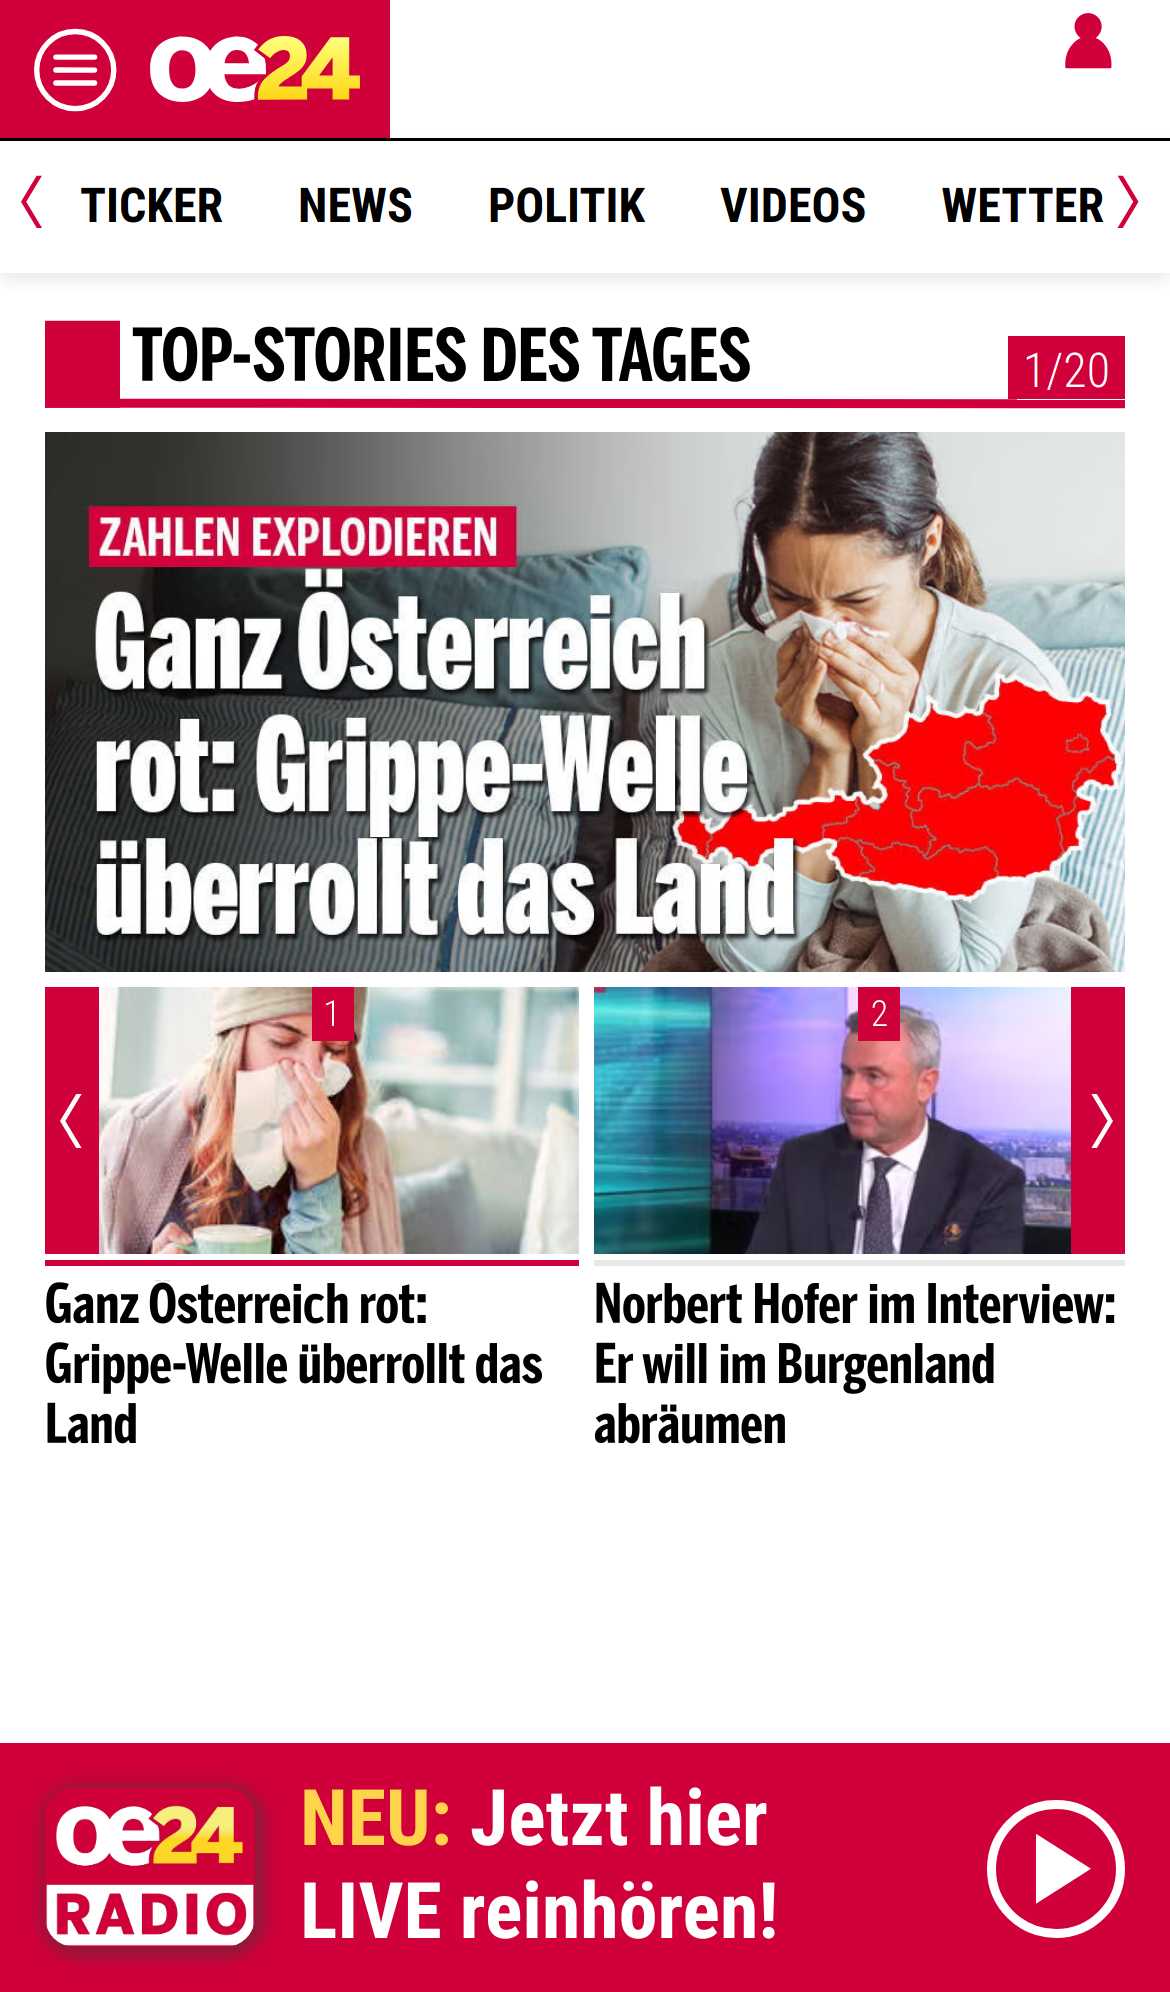 oe24
TICKER NEWS POLITIK VIDEOS WETTER
TOP-STORIES DES TAGES
1/20
ZAHLEN EXPLODIEREN
Ganz Österreich
rot: Grippe-Welle
überrollt das Land
1
2
Ganz Österreich rot:
Grippe-Welle überrollt das
Land
Norbert Hofer im Interview:
Er will im Burgenland
abräumen
oe24
RADIO
NEU: Jetzt hier
LIVE reinhören!